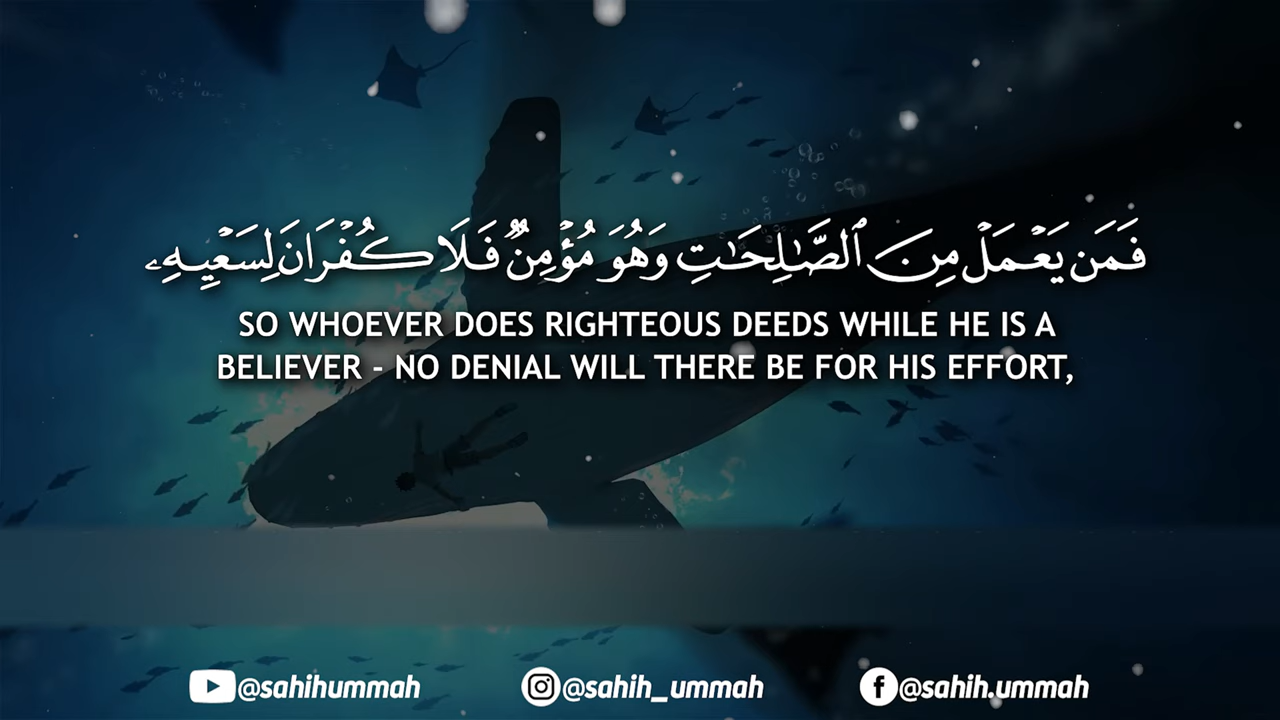 فَمَن يَعْمَلْ مِنَ ٱلصَّـٰلِحَـٰتِ وَهُوَ مُؤْمِنٌ فَلَا كُفْرَانَ لِسَعْيِهِۦ
SO WHOEVER DOES RIGHTEOUS DEEDS WHILE HE IS A
BELIEVER - NO DENIAL WILL THERE BE FOR HIS EFFORT,
@sahihummah @sahih_ummah @sahih.ummah